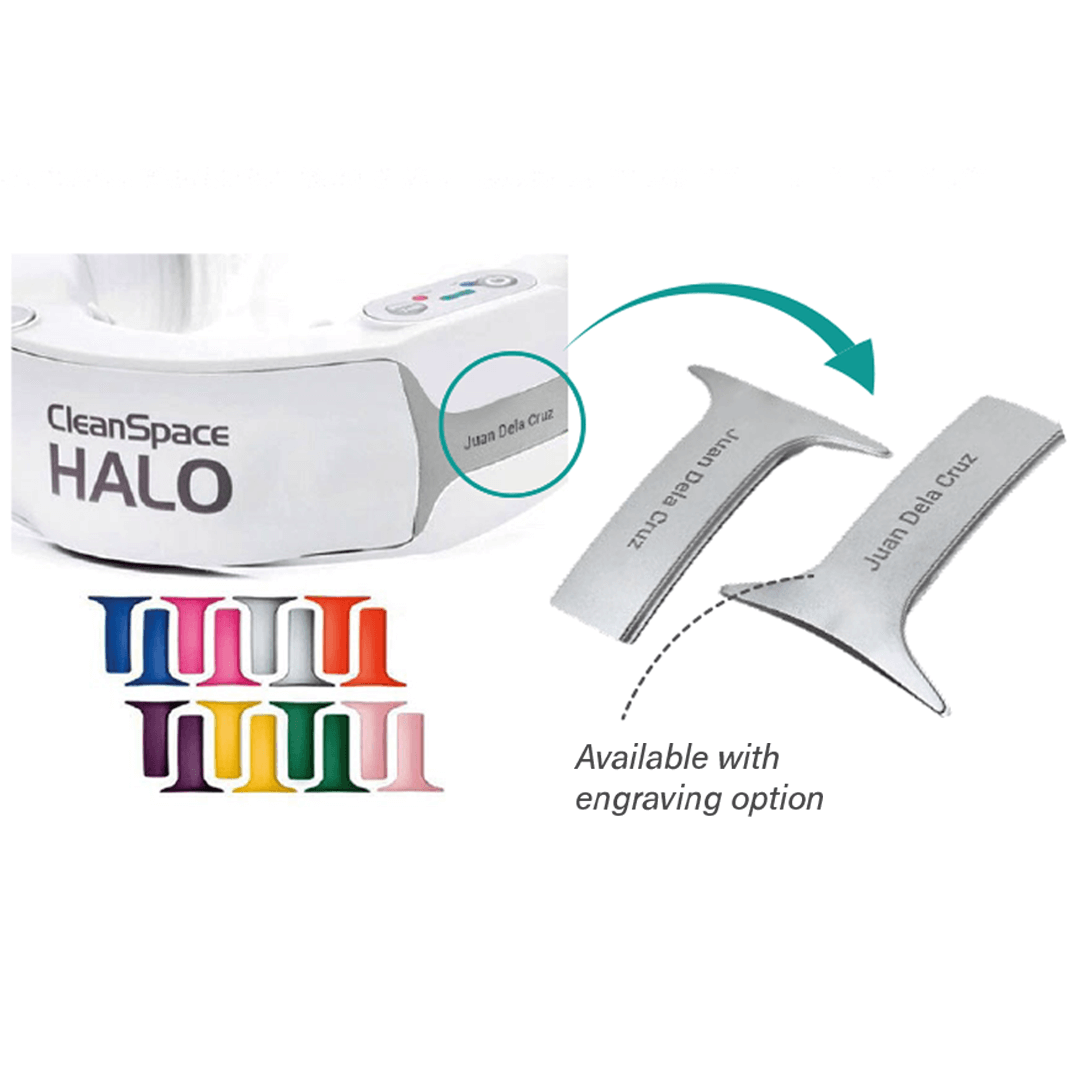 CleanSpace
HALO
Juan Dela Cruz
Juan Dela Cruz
Juan Dela Cruz
Available with
engraving option